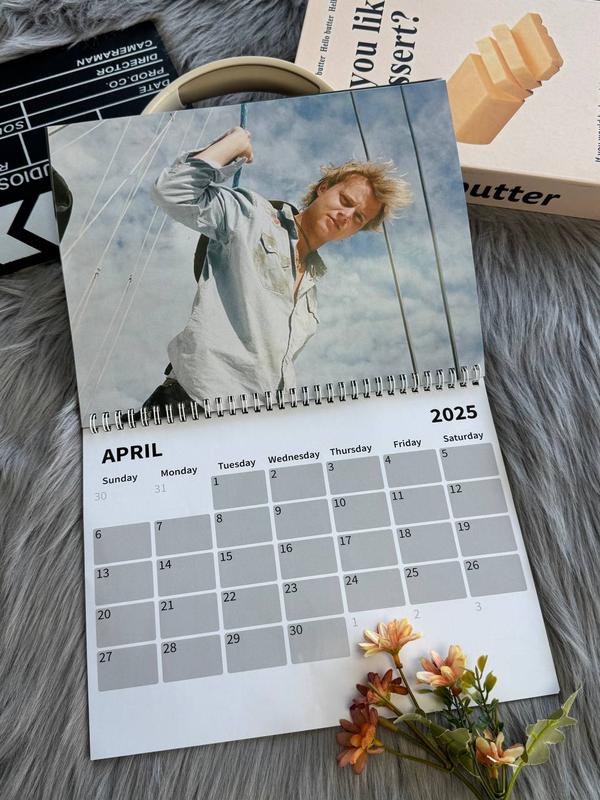 CAMERAMAN
DIRECTOR
PROD.CO.
Hello butter Hello butter
you lik
ssert?
butter
APRIL
2025
Sunday Monday Tuesday Wednesday Thursday Friday Saturday
30 31 1 2 3 4 5
6 7 8 9 10 11 12
13 14 15 16 17 18 19
20 21 22 23 24 25 26
27 28 29 30 1 2 3